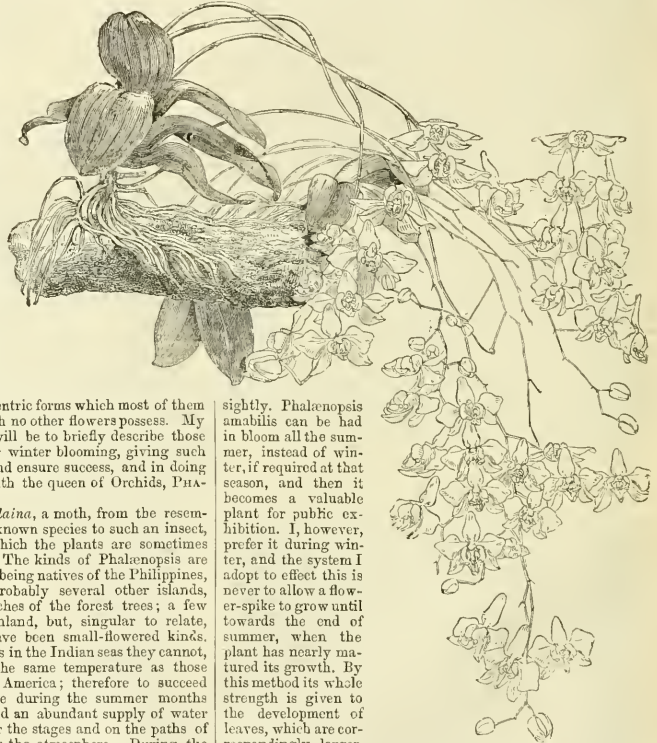 entric forms which most of them
h no other flowers possess. My
will be to briefly describe those
winter blooming, giving such
nd ensure success, and in doing
ith the queen of Orchids, PHA-
laina, a moth, from the resem-
known species to such an insect,
hich the plants are sometimes
The kinds of Phalænopsis are
being natives of the Philippines,
robably several other islands,
ches of the forest trees; a few
nland, but, singular to relate,
ave been small-flowered kinds.
s in the Indian seas they cannot,
he same temperature as those
America; therefore to succeed
e during the summer months
d an abundant supply of water
r the stages and on the paths of
the atmosphere. During the
sightly. Phalænopsis
amabilis can be had
in bloom all the sum-
mer, instead of win-
ter, if required at that
season, and then it
becomes a valuable
plant for public ex-
hibition. I, however,
prefer it during win-
ter, and the system I
adopt to effect this is
never to allow a flow-
er-spike to grow until
towards the end of
summer, when the
plant has nearly ma-
tured its growth. By
this method its whole
strength is given to
the development of
leaves, which are cor-
respondingly larger